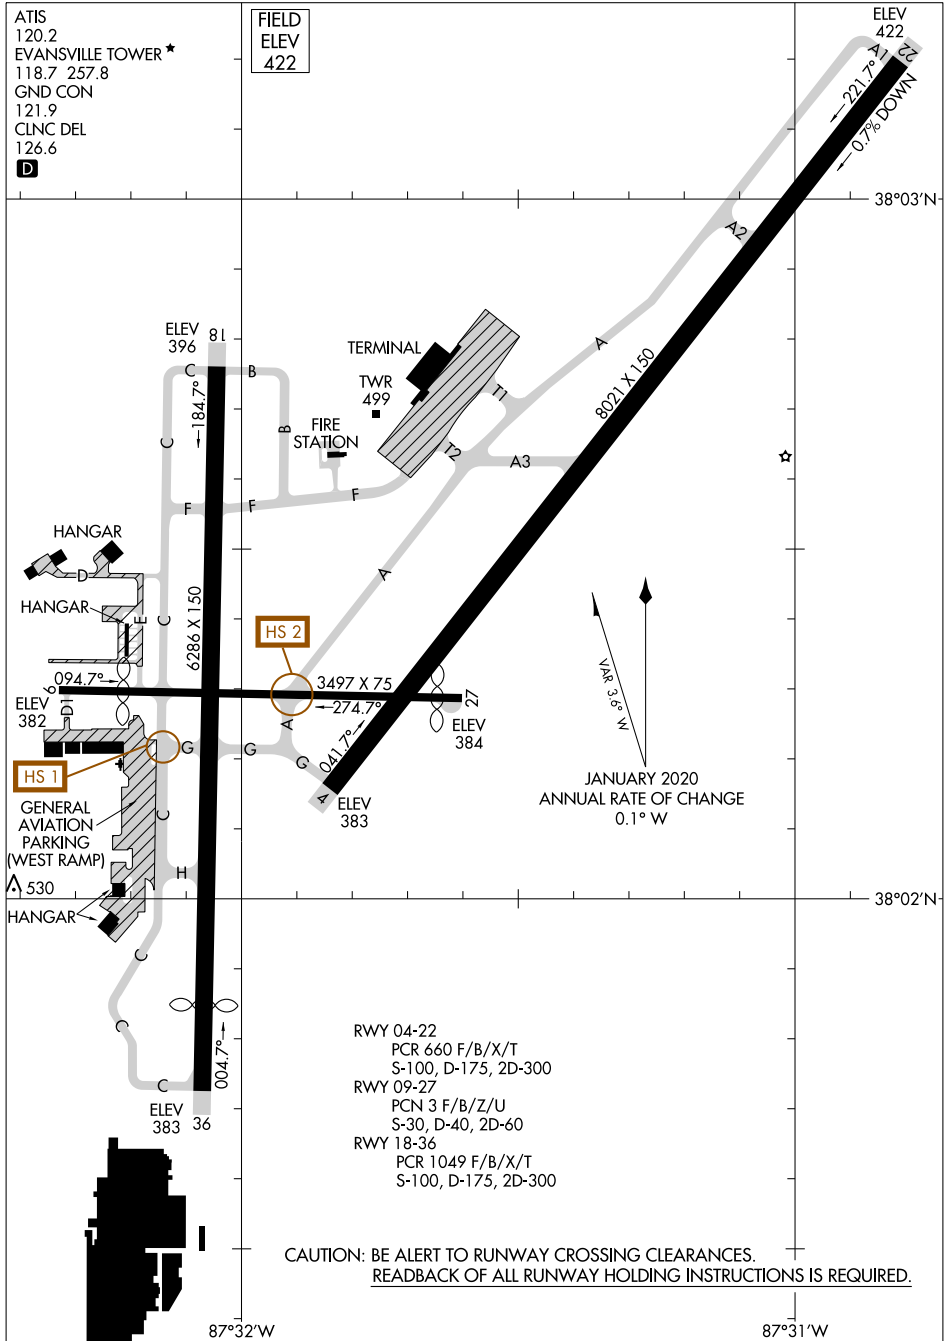 ATIS
120.2
EVANSVILLE TOWER★
118.7 257.8
GND CON
121.9
CLNC DEL
126.6
D
FIELD
ELEV
422
ELEV
422
22
A1
221.7°
0.7% DOWN
38°03'N
A2
A
8021 X 150
ELEV
396
18
C
B
184.7°
C
B
TERMINAL
TWR
499
FIRE
STATION
T1
T2
A3
F
F
F
A
HANGAR
D
HANGAR
E
C
6286 X 150
HS 2
VAR 3.6° W
9
094.7°
3497 X 75
274.7°
27
D1
ELEV
382
ELEV
384
A
G
G
G
041.7°
HS 1
4
ELEV
383
JANUARY 2020
ANNUAL RATE OF CHANGE
0.1° W
GENERAL
AVIATION
PARKING
(WEST RAMP)
C
H
530
HANGAR
38°02'N
C
C
004.7°
C
ELEV
383
36
RWY 04-22
PCR 660 F/B/X/T
S-100, D-175, 2D-300
RWY 09-27
PCN 3 F/B/Z/U
S-30, D-40, 2D-60
RWY 18-36
PCR 1049 F/B/X/T
S-100, D-175, 2D-300
CAUTION: BE ALERT TO RUNWAY CROSSING CLEARANCES.
READBACK OF ALL RUNWAY HOLDING INSTRUCTIONS IS REQUIRED.
87°32'W
87°31'W